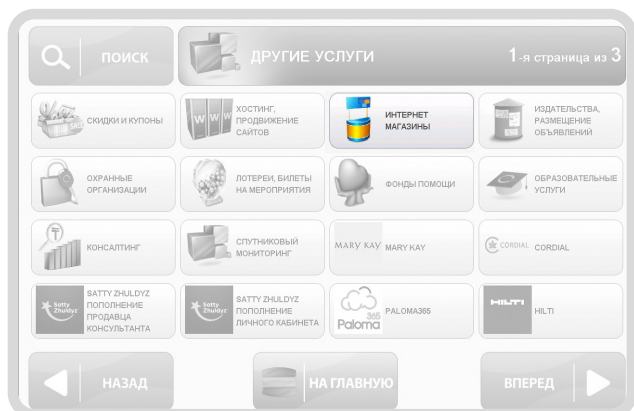 ПОИСК
ДРУГИЕ УСЛУГИ
1-я страница из 3
СКИДКИ И КУПОНЫ
WWW
ХОСТИНГ,
ПРОДВИЖЕНИЕ
САЙТОВ
ИНТЕРНЕТ
МАГАЗИНЫ
ИЗДАТЕЛЬСТВА,
РАЗМЕЩЕНИЕ
ОБЪЯВЛЕНИЙ
ОХРАННЫЕ
ОРГАНИЗАЦИИ
ЛОТЕРЕИ, БИЛЕТЫ
НА МЕРОПРИЯТИЯ
ФОНДЫ ПОМОЩИ
ОБРАЗОВАТЕЛЬНЫЕ
УСЛУГИ
КОНСАЛТИНГ
СПУТНИКОВЫЙ
МОНИТОРИНГ
MARY KAY MARY KAY
CORDIAL CORDIAL
Satty
Zhuldyz
SATTY ZHULDYZ
ПОПОЛНЕНИЕ
ПРОДАВЦА
КОНСУЛЬТАНТА
Satty
Zhuldyz
SATTY ZHULDYZ
ПОПОЛНЕНИЕ
ЛИЧНОГО КАБИНЕТА
365
Paloma
PALOMA365
HILTI
HILTI
НАЗАД
НА ГЛАВНУЮ
ВПЕРЕД